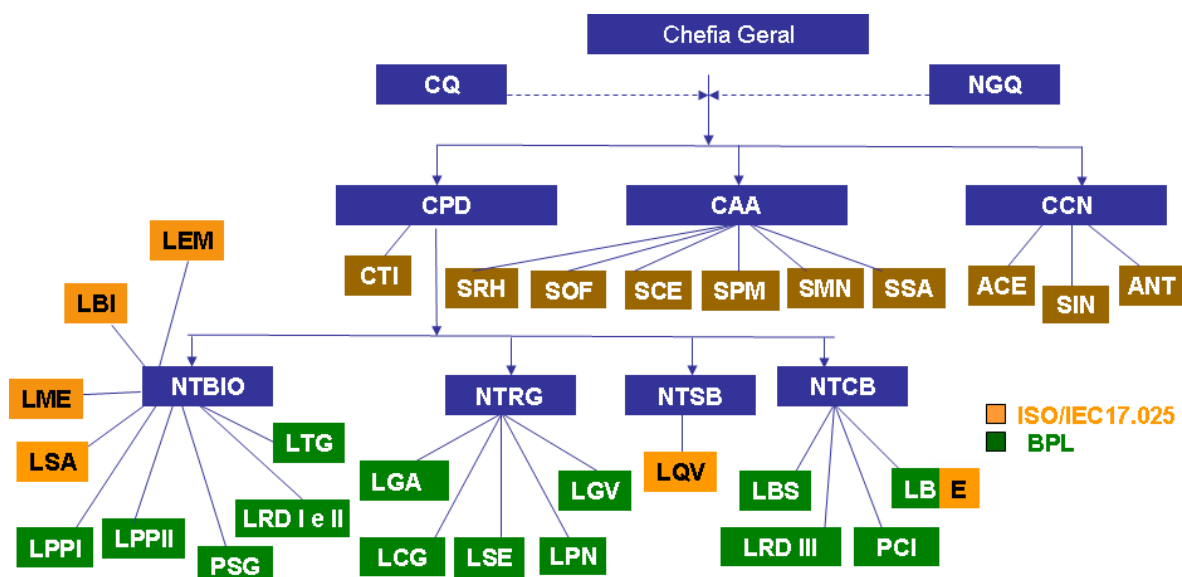 Chefia Geral
CQ
NGQ
CPD
CAA
CCN
LEM
CTI
SRH
SOF
SCE
SPM
SMN
SSA
ACE
SIN
ANT
LBI
NTBIO
NTRG
NTSB
NTCB
LME
ISO/IEC17.025
BPL
LTG
LSA
LGA
LGV
LQV
LBS
LB E
LRD I e II
LPPI
LPPII
PSG
LCG
LSE
LPN
LRD III
PCI